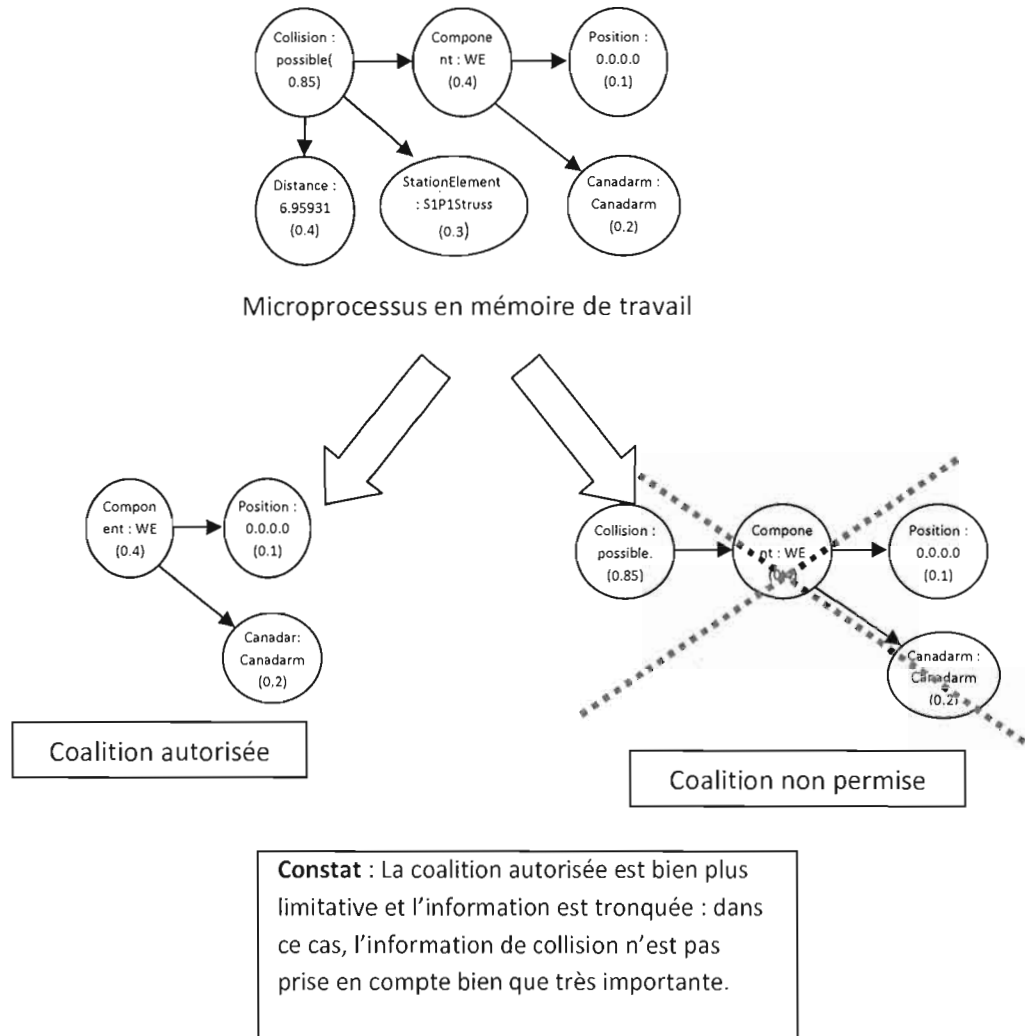 Collision :
possible(
0.85)
Compone
nt : WE
(0.4)
Position :
0.0.0.0
(0.1)
Distance :
6.95931
(0.4)
StationElement
: S1P1Struss
(0.3)
Canadarm :
Canadarm
(0.2)
Microprocessus en mémoire de travail
Compon
ent : WE
(0.4)
Position :
0.0.0.0
(0.1)
Canadar:
Canadarm
(0.2)
Coalition autorisée
Collision :
possible.
(0.85)
Compone
nt : WE
Position :
0.0.0.0
(0.1)
Canadarm :
Canadarm
(0.2)
Coalition non permise
Constat : La coalition autorisée est bien plus
limitative et l'information est tronquée : dans
ce cas, l'information de collision n'est pas
prise en compte bien que très importante.